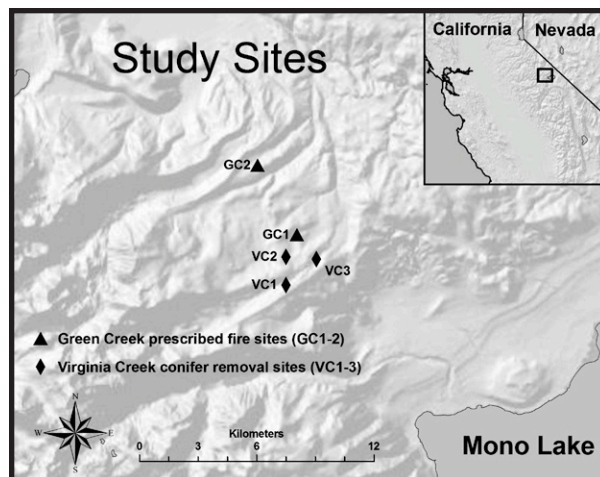 California Nevada
Study Sites
GC2
GC1
VC2
VC3
VC1
Green Creek prescribed fire sites (GC1-2)
Virginia Creek conifer removal sites (VC1-3)
N
W E
S
Kilometers
0 3 6 12
Mono Lake